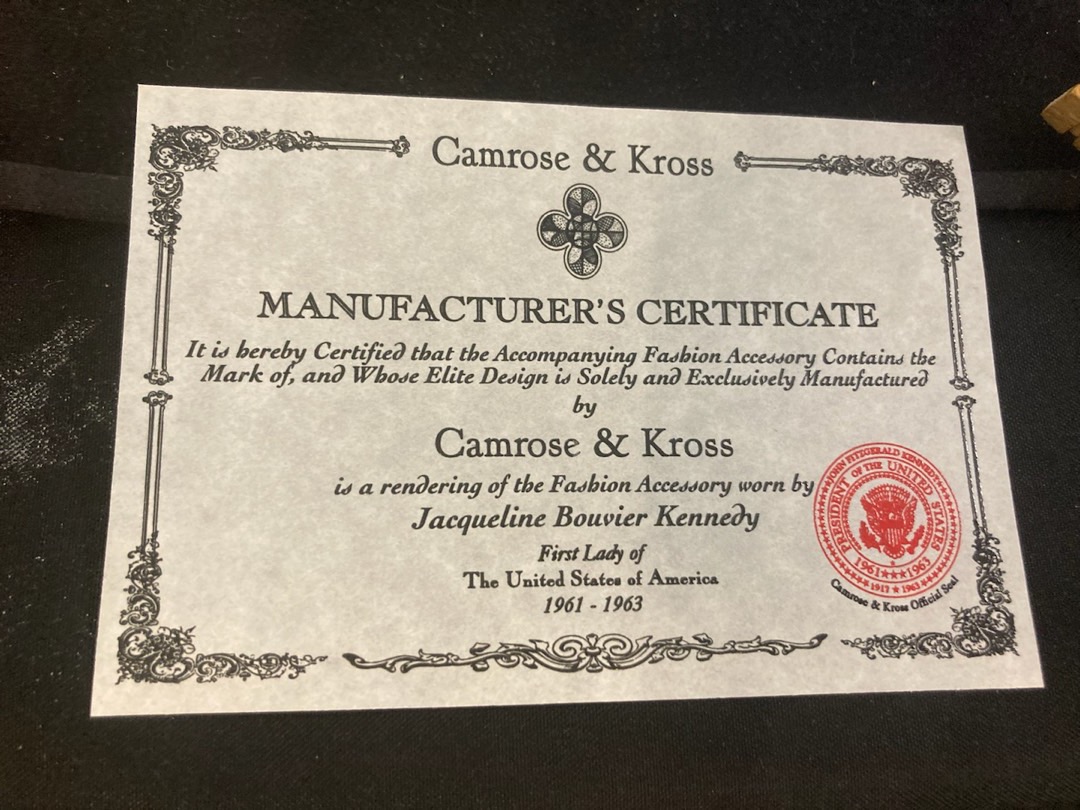 Camrose & Kross
MANUFACTURER'S CERTIFICATE
It is hereby Certified that the Accompanying Fashion Accessory Contains the
Mark of, and Whose Elite Design is Solely and Exclusively Manufactured
by
Camrose & Kross
is a rendering of the Fashion Accessory worn by
Jacqueline Bouvier Kennedy
First Lady of
The United States of America
1961 - 1963
JOHN FITZGERALD KENNEDY
PRESIDENT OF THE UNITED STATES
1961★★★1963
1917 ★ 1963
Camrose & Kross Official Seal